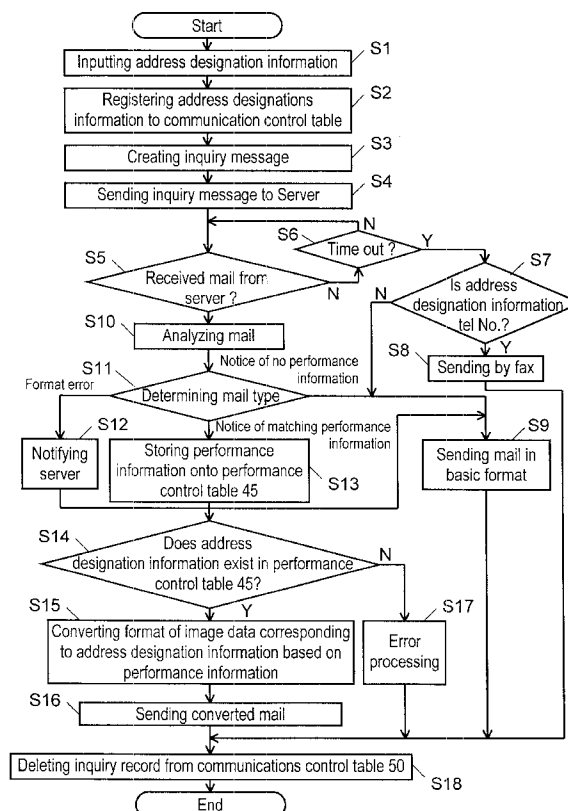 Start
S1
Inputting address designation information
S2
Registering address designations
information to communication control table
S3
Creating inquiry message
S4
Sending inquiry message to Server
N
S6
Time out ?
Y
S5
Received mail from
server ?
N
S7
Is address
designation information
tel No.?
N
Y
S10
Analyzing mail
S8
Sending by fax
Notice of no performance
information
S11
Determining mail type
Format error
S12
Notifying
server
Notice of matching performance
information
Storing performance
information onto performance
control table 45
S13
S9
Sending mail in
basic format
S14
Does address
designation information exist in performance
control table 45?
N
Y
S15
Converting format of image data corresponding
to address designation information based on
performance information
S17
Error
processing
S16
Sending converted mail
Deleting inquiry record from communications control table 50
S18
End